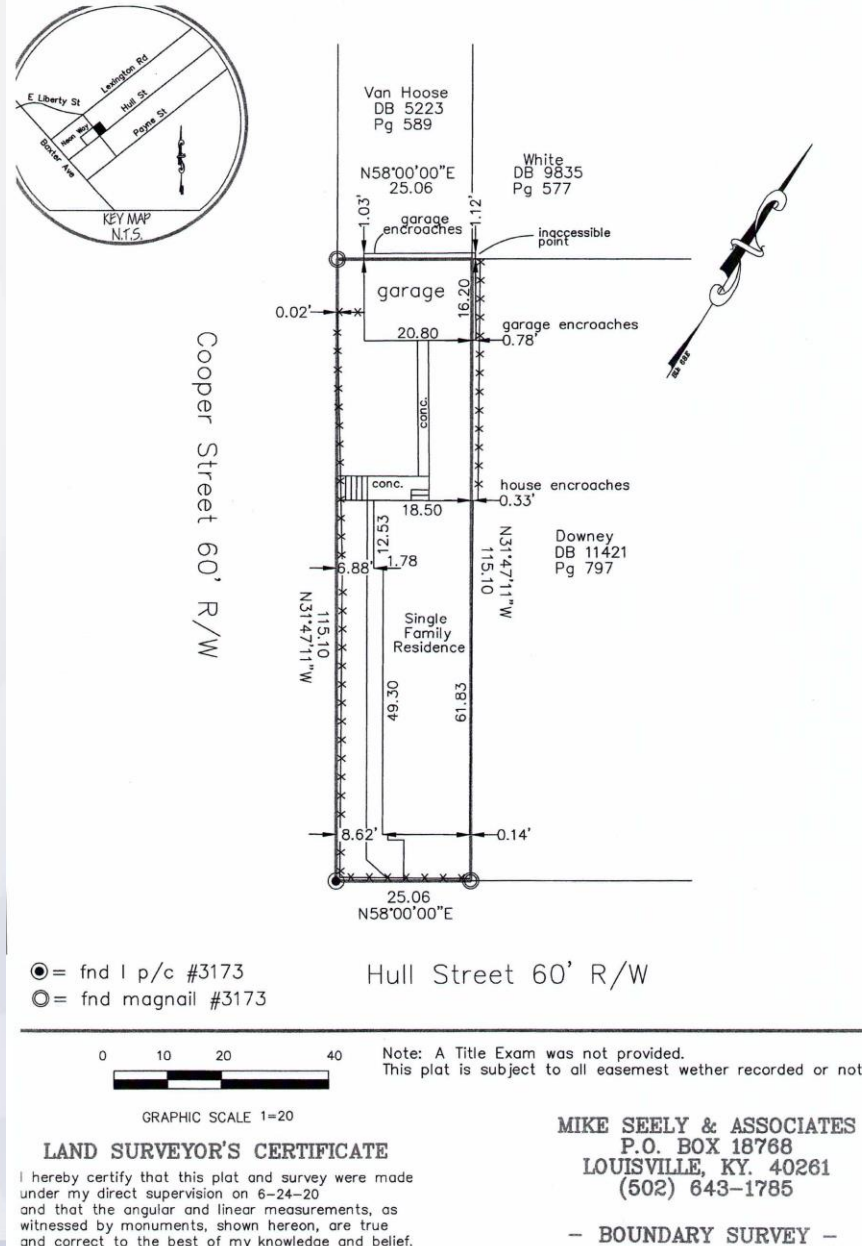 Lexington Rd
E Liberty St
Hull St
Payne St
Baxter Ave
KEY MAP
N.T.S.
Van Hoose
DB 5223
Pg 589
N58°00'00"E
25.06
White
DB 9835
Pg 577
1.03'
garage
encroaches
1.12'
inaccessible
point
garage
16.20
0.02'
20.80
garage encroaches
0.78'
Cooper Street 60' R/W
conc.
conc.
house encroaches
18.50
0.33'
12.53
6.88'
1.78
N31°47'11"W
115.10
Downey
DB 11421
Pg 797
115.10
N31°47'11"W
Single
Family
Residence
49.30
61.83
8.62'
0.14'
25.06
N58°00'00"E
= fnd I p/c #3173
= fnd magnail #3173
Hull Street 60' R/W
0 10 20 40
GRAPHIC SCALE 1=20
Note: A Title Exam was not provided.
This plat is subject to all easemest wether recorded or not
LAND SURVEYOR'S CERTIFICATE
I hereby certify that this plat and survey were made
under my direct supervision on 6-24-20
and that the angular and linear measurements, as
witnessed by monuments, shown hereon, are true
and correct to the best of my knowledge and belief.
MIKE SEELY & ASSOCIATES
P.O. BOX 18768
LOUISVILLE, KY. 40261
(502) 643-1785
- BOUNDARY SURVEY -